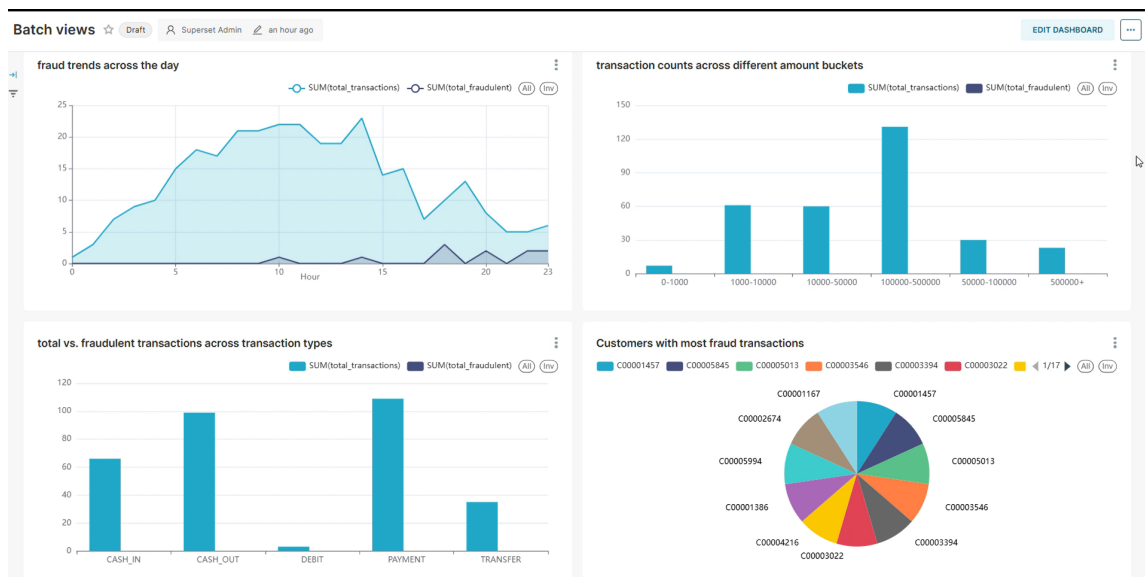 Batch views Draft Superset Admin an hour ago EDIT DASHBOARD ...
fraud trends across the day
SUM(total_transactions) SUM(total_fraudulent) All Inv
25
20
15
10
5
0
0 5 10 15 20 23
Hour
transaction counts across different amount buckets
SUM(total_transactions) SUM(total_fraudulent) All Inv
150
120
90
60
30
0
0-1000 1000-10000 10000-50000 100000-500000 50000-100000 500000+
total vs. fraudulent transactions across transaction types
SUM(total_transactions) SUM(total_fraudulent) All Inv
120
100
80
60
40
20
0
CASH_IN CASH_OUT DEBIT PAYMENT TRANSFER
Customers with most fraud transactions
C00001457 C00005845 C00005013 C00003546 C00003394 C00003022 1/17 All Inv
C00001167 C00001457
C00002674 C00005845
C00005994 C00005013
C00001386 C00003546
C00004216 C00003394
C00003022